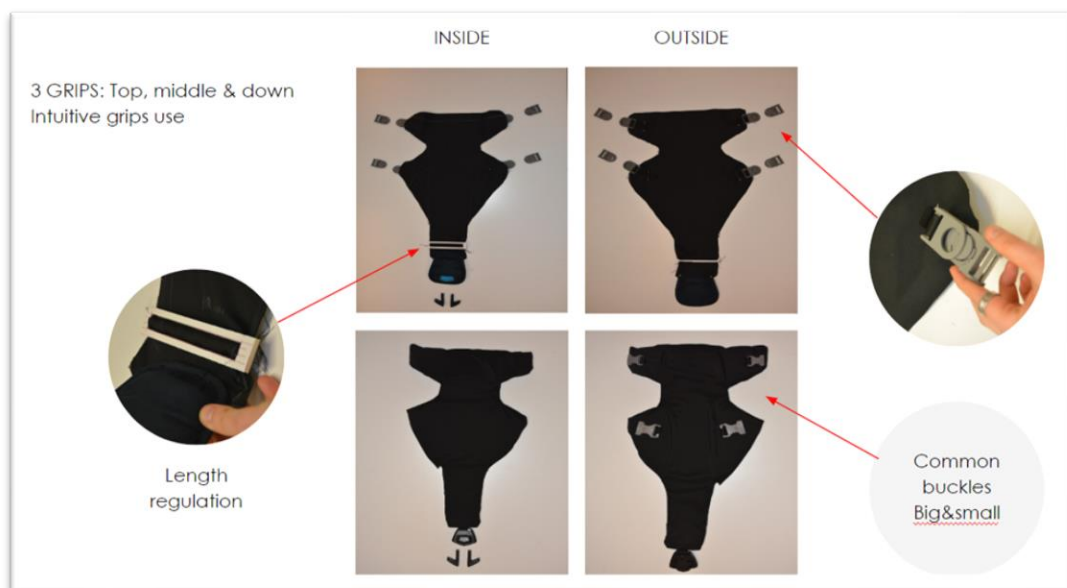 INSIDE
OUTSIDE
3 GRIPS: Top, middle & down
Intuitive grips use
Length
regulation
Common
buckles
Big&small